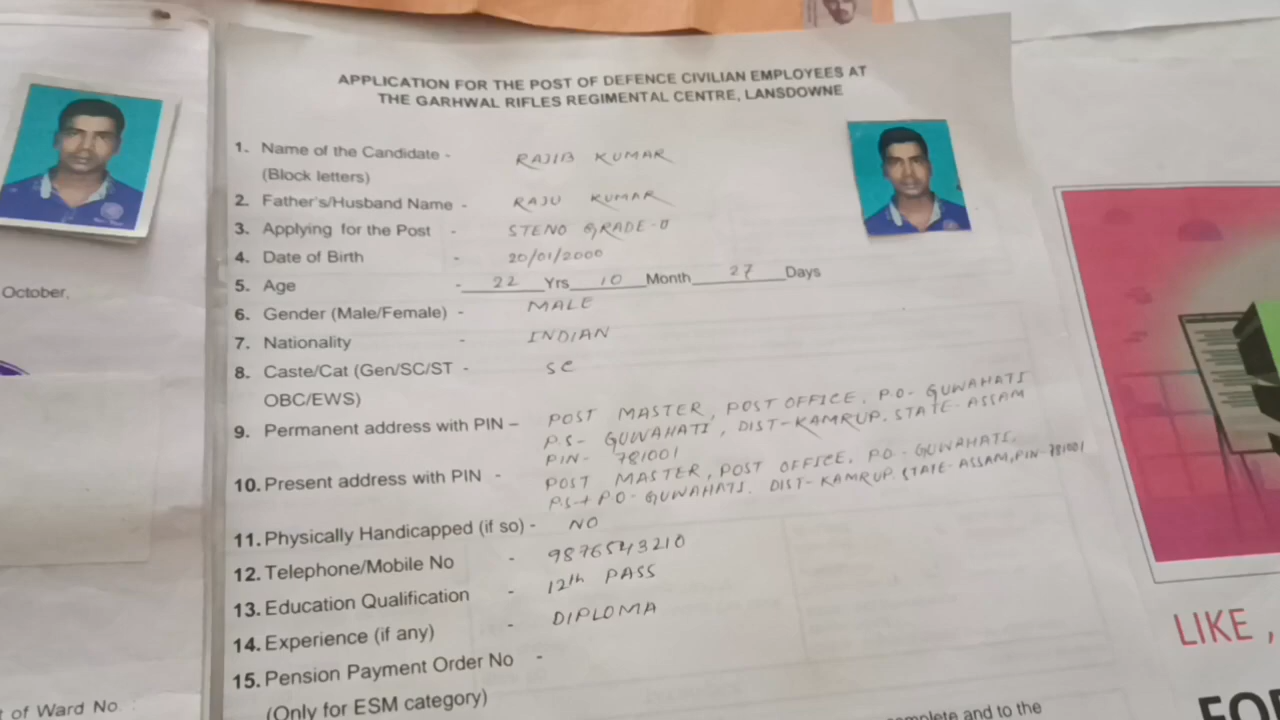 APPLICATION FOR THE POST OF DEFENCE CIVILIAN EMPLOYEES AT
THE GARHWAL RIFLES REGIMENTAL CENTRE, LANSDOWNE
1. Name of the Candidate - RAJIB KUMAR
(Block letters)
2. Father's/Husband Name - RAJU KUMAR
3. Applying for the Post - STENO GRADE-II
4. Date of Birth - 20/01/2000
5. Age - 22 Yrs 10 Month 27 Days
6. Gender (Male/Female) - MALE
7. Nationality - INDIAN
8. Caste/Cat (Gen/SC/ST - SC
OBC/EWS)
9. Permanent address with PIN – POST MASTER, POST OFFICE, P.O- GUWAHATI
P.S- GUWAHATI, DIST-KAMRUP. STATE- ASSAM
PIN- 781001
10. Present address with PIN - POST MASTER, POST OFFICE, PO- GUWAHATI.
P.S+ P.O- GUWAHATI. DIST- KAMRUP. STATE- ASSAM, PIN-781001
11. Physically Handicapped (if so) - NO
12. Telephone/Mobile No - 9876543210
13. Education Qualification - 12th PASS
14. Experience (if any) - DIPLOMA
15. Pension Payment Order No -
(Only for ESM category)
and to the
October,
of Ward No.
LIKE ,